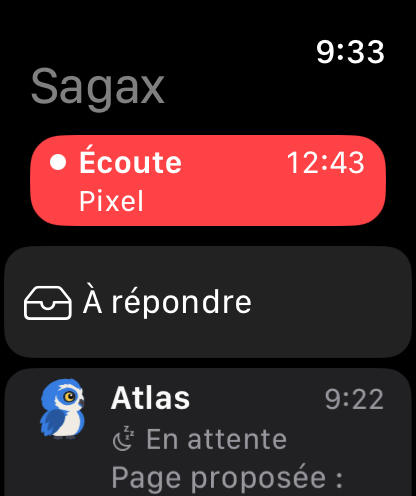 9:33
Sagax
Écoute 12:43
Pixel
À répondre
Atlas 9:22
En attente
Page proposée :